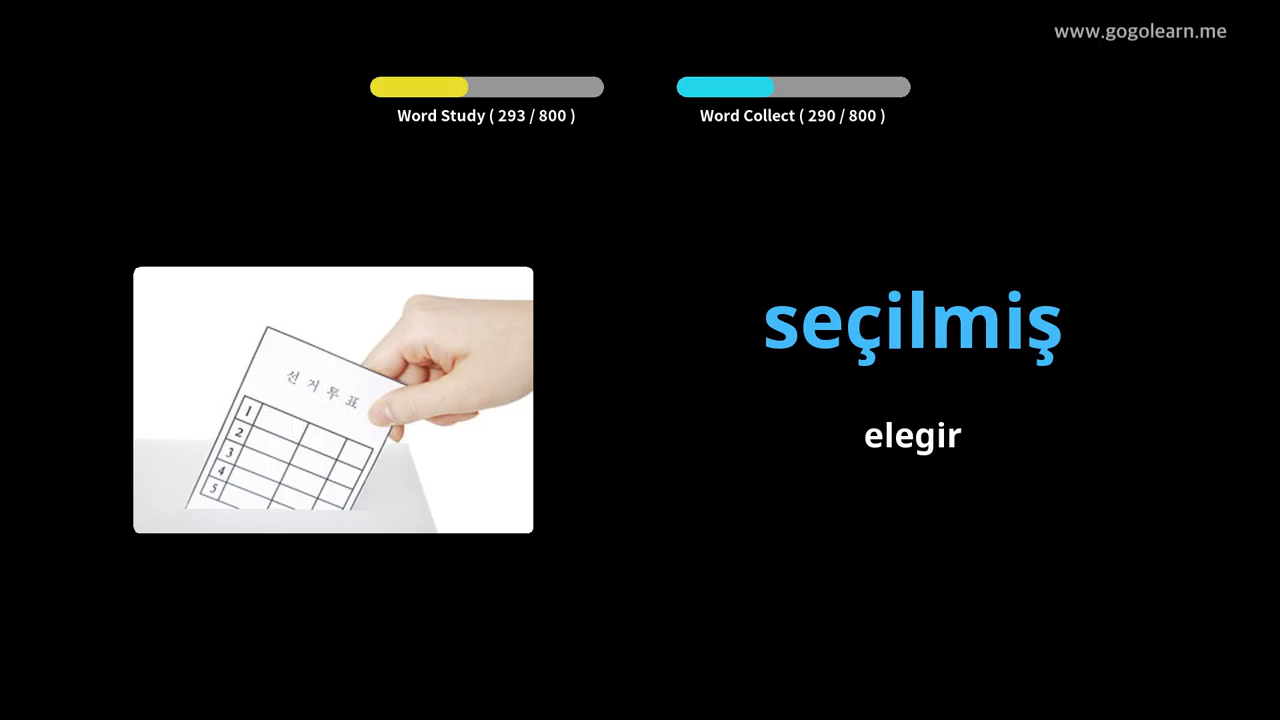 www.gogolearn.me
Word Study ( 293 / 800 )
Word Collect ( 290 / 800 )
선거투표
1
2
3
4
5
seçilmiş
elegir